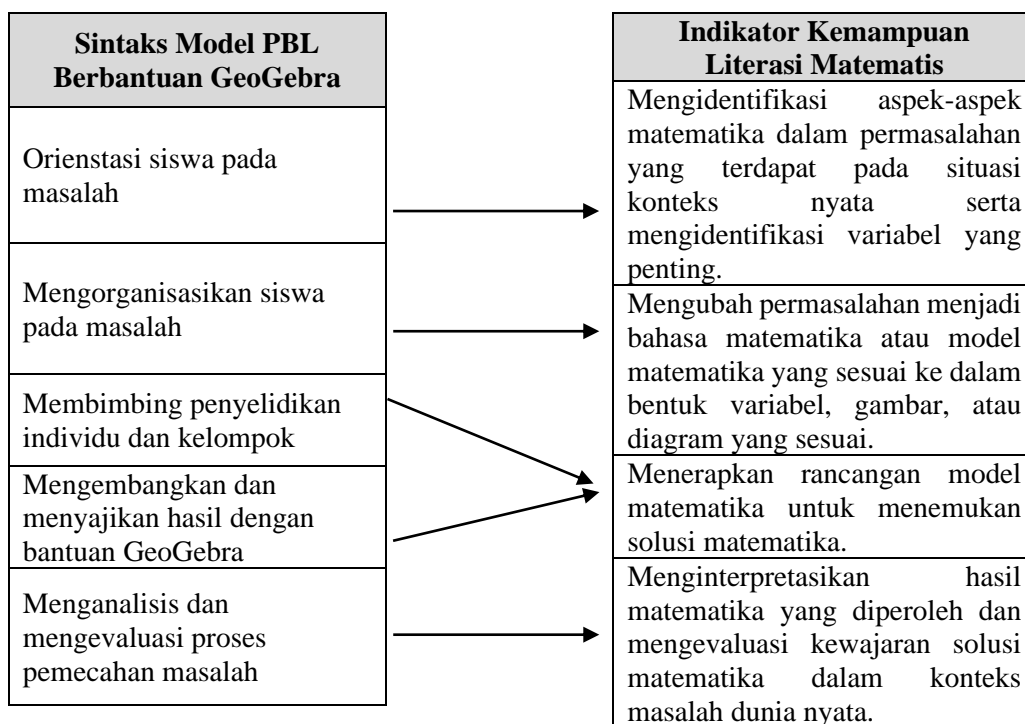 Sintaks Model PBL
Berbantuan GeoGebra
Orienstasi siswa pada
masalah
Mengorganisasikan siswa
pada masalah
Membimbing penyelidikan
individu dan kelompok
Mengembangkan dan
menyajikan hasil dengan
bantuan GeoGebra
Menganalisis dan
mengevaluasi proses
pemecahan masalah
Indikator Kemampuan
Literasi Matematis
Mengidentifikasi aspek-aspek
matematika dalam permasalahan
yang terdapat pada situasi
konteks nyata serta
mengidentifikasi variabel yang
penting.
Mengubah permasalahan menjadi
bahasa matematika atau model
matematika yang sesuai ke dalam
bentuk variabel, gambar, atau
diagram yang sesuai.
Menerapkan rancangan model
matematika untuk menemukan
solusi matematika.
Menginterpretasikan hasil
matematika yang diperoleh dan
mengevaluasi kewajaran solusi
matematika dalam konteks
masalah dunia nyata.